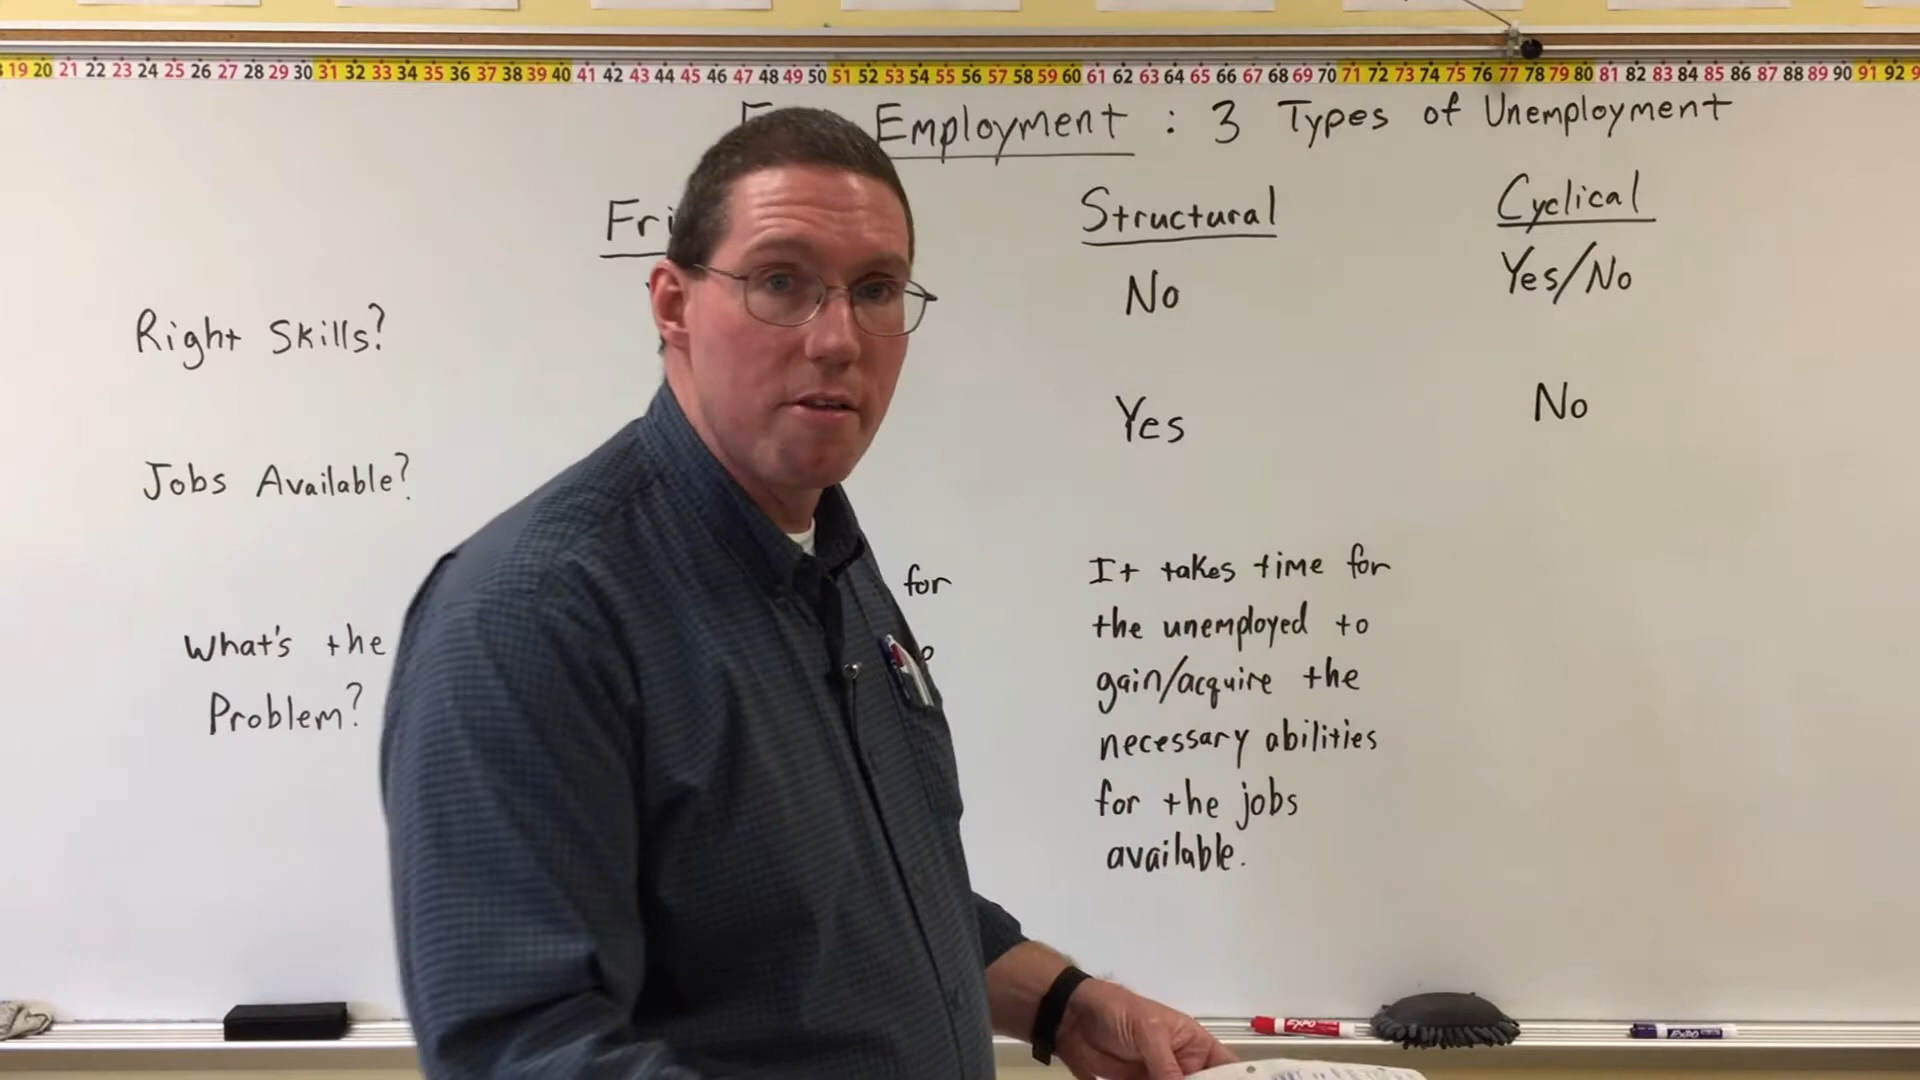 19 20 21 22 23 24 25 26 27 28 29 30 31 32 33 34 35 36 37 38 39 40 41 42 43 44 45 46 47 48 49 50 51 52 53 54 55 56 57 58 59 60 61 62 63 64 65 66 67 68 69 70 71 72 73 74 75 76 77 78 79 80 81 82 83 84 85 86 87 88 89 90 91 92
Employment : 3 Types of Unemployment
Structural Cyclical
No Yes/No
Right Skills?
Yes No
Jobs Available?
for
What's the
Problem?
It takes time for
the unemployed to
gain/acquire the
necessary abilities
for the jobs
available.
EXPO
EXPO